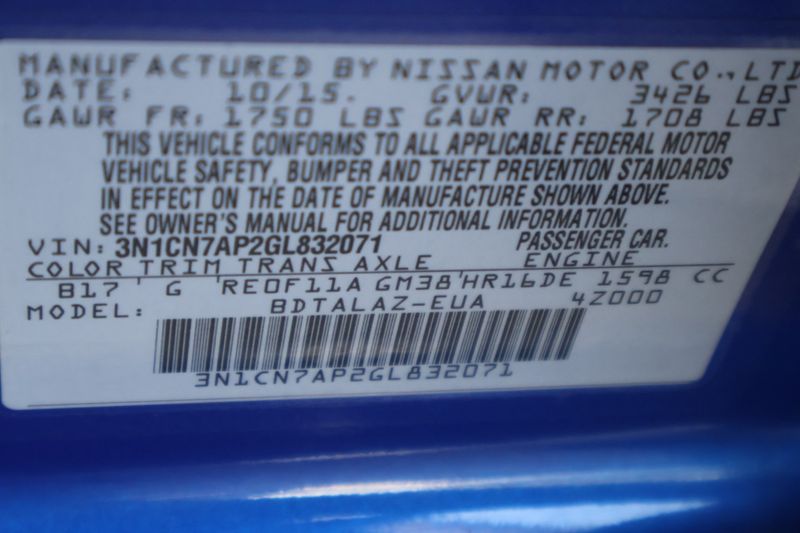 MANUFACTURED BY NISSAN MOTOR CO., LTD
DATE: 10/15. GVWR: 3426 LBS
GAWR FR: 1750 LBS GAWR RR: 1708 LBS
THIS VEHICLE CONFORMS TO ALL APPLICABLE FEDERAL MOTOR
VEHICLE SAFETY, BUMPER AND THEFT PREVENTION STANDARDS
IN EFFECT ON THE DATE OF MANUFACTURE SHOWN ABOVE.
SEE OWNER'S MANUAL FOR ADDITIONAL INFORMATION.
VIN: 3N1CN7AP2GL832071 PASSENGER CAR.
COLOR TRIM TRANS AXLE ENGINE
B17 G RE0F11A GM38 HR16DE 1598 CC
MODEL: BDTALAZ-EUA 4Z000
3N1CN7AP2GL832071